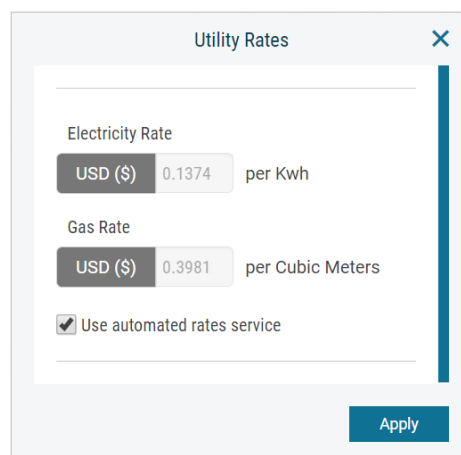 Utility Rates
Electricity Rate
USD ($) 0.1374 per Kwh
Gas Rate
USD ($) 0.3981 per Cubic Meters
Use automated rates service
Apply